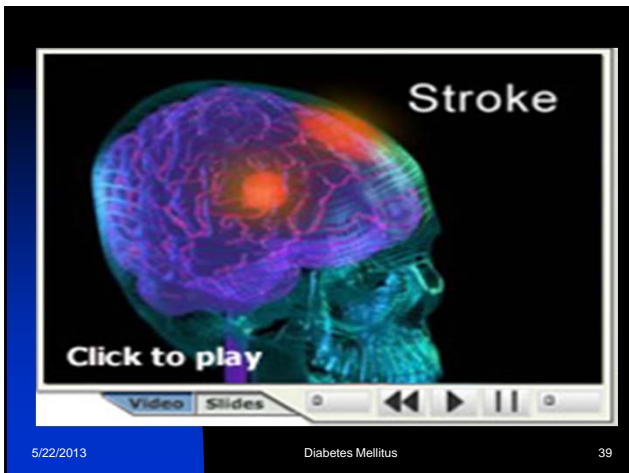 Stroke
Click to play
Video Slides
5/22/2013 Diabetes Mellitus 39